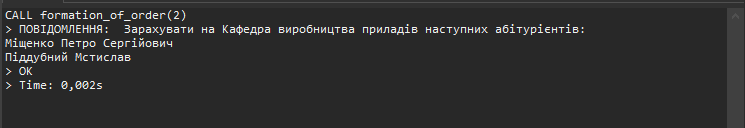 CALL formation_of_order(2)
> ПОВІДОМЛЕННЯ:  Зарахувати на Кафедра виробництва приладів наступних абітурієнтів:
Міщенко Петро Сергійович
Піддубний Мстислав
> OK
> Time: 0,002s